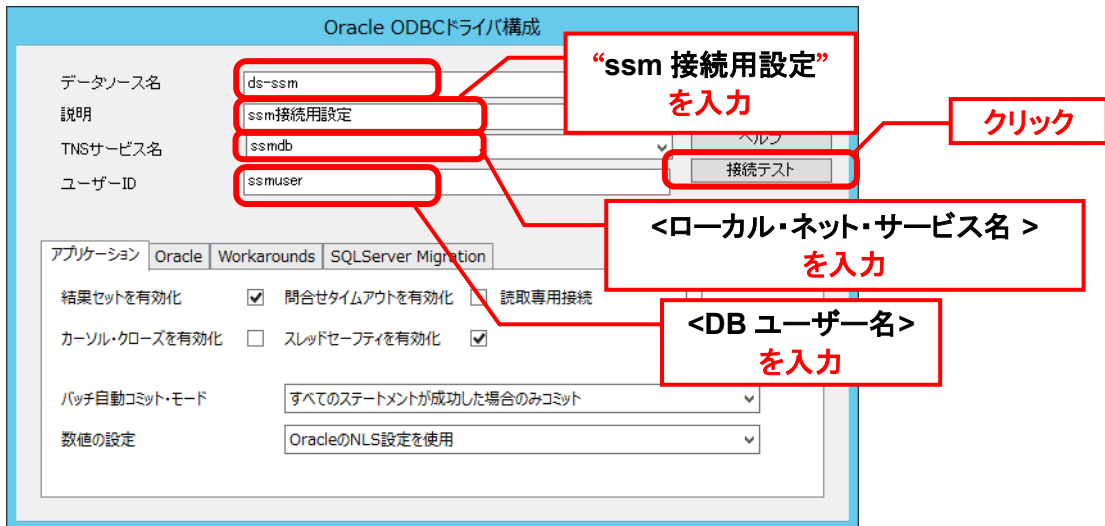 Oracle ODBCドライバ構成
データソース名
ds-ssm
“ssm 接続用設定”
を入力
説明
ssm接続用設定
クリック
ヘルプ
TNSサービス名
ssmdb
接続テスト
ユーザーID
ssmuser
<ローカル・ネット・サービス名 >
を入力
アプリケーション Oracle Workarounds SQLServer Migration
結果セットを有効化 問合せタイムアウトを有効化 読取専用接続
<DB ユーザー名>
を入力
カーソル・クローズを有効化 スレッドセーフティを有効化
バッチ自動コミット・モード すべてのステートメントが成功した場合のみコミット
数値の設定 OracleのNLS設定を使用